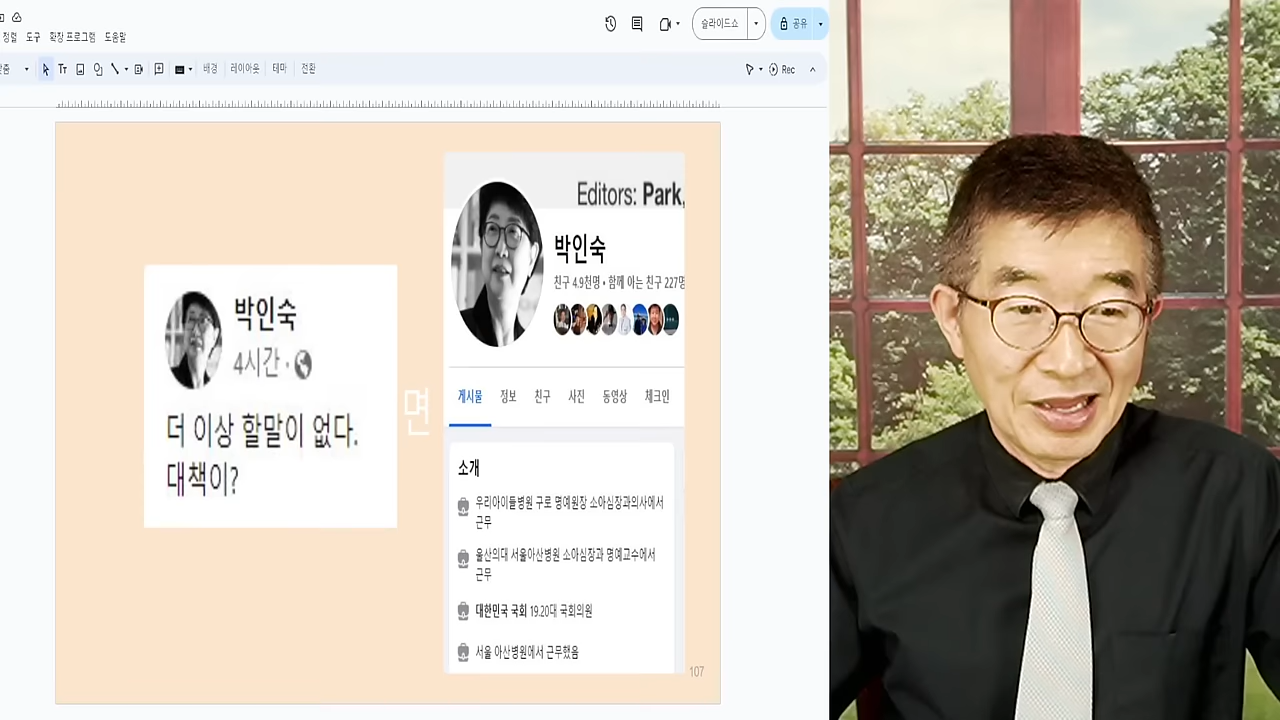 정렬 도구 확장 프로그램 도움말
슬라이드쇼
공유
맞춤
Tт
배경 레이아웃 테마 전환
Rec
박인숙
4시간 ·
더 이상 할말이 없다.
대책이?
면
Editors: Park,
박인숙
친구 4.9천명 • 함께 아는 친구 227명
게시물 정보 친구 사진 동영상 체크인
소개
우리아이들병원 구로 명예원장 소아심장과의사에서
근무
울산의대 서울아산병원 소아심장과 명예교수에서
근무
대한민국 국회 19.20대 국회의원
서울 아산병원에서 근무했음
107